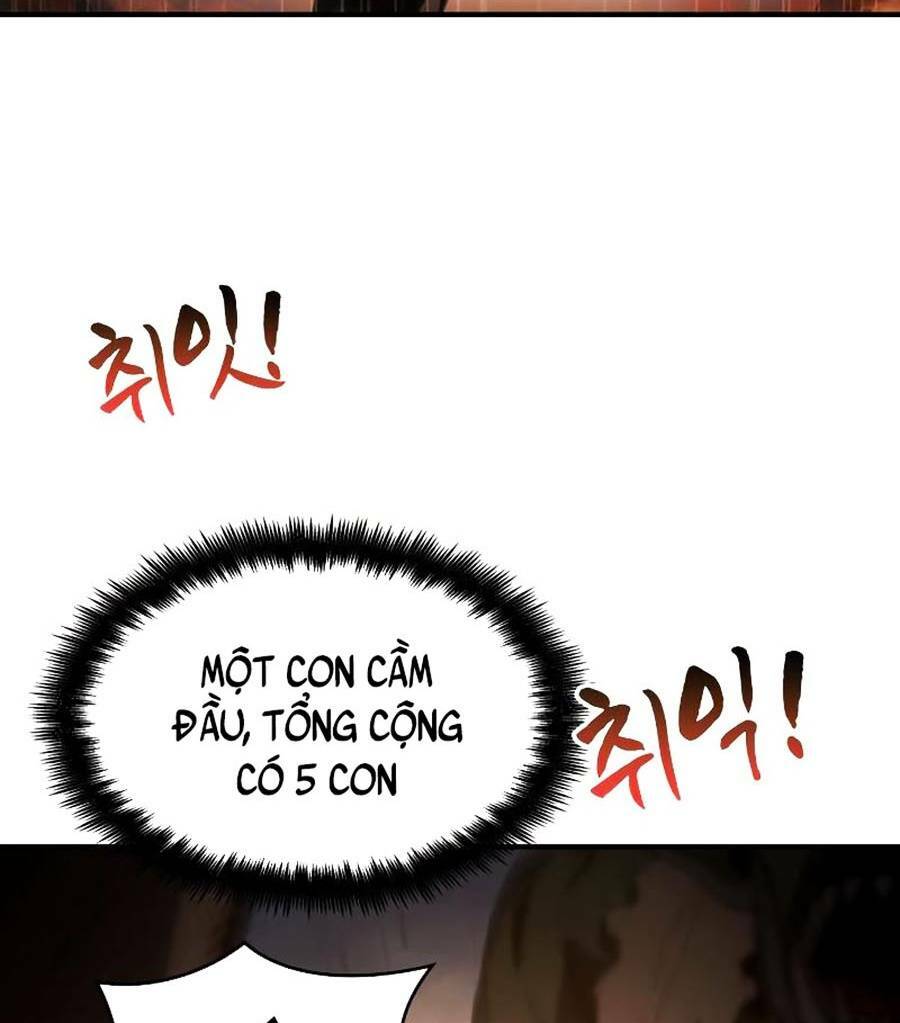 취잇!
MỘT CON CẦM
ĐẦU, TỔNG CỘNG
CÓ 5 CON
취익!